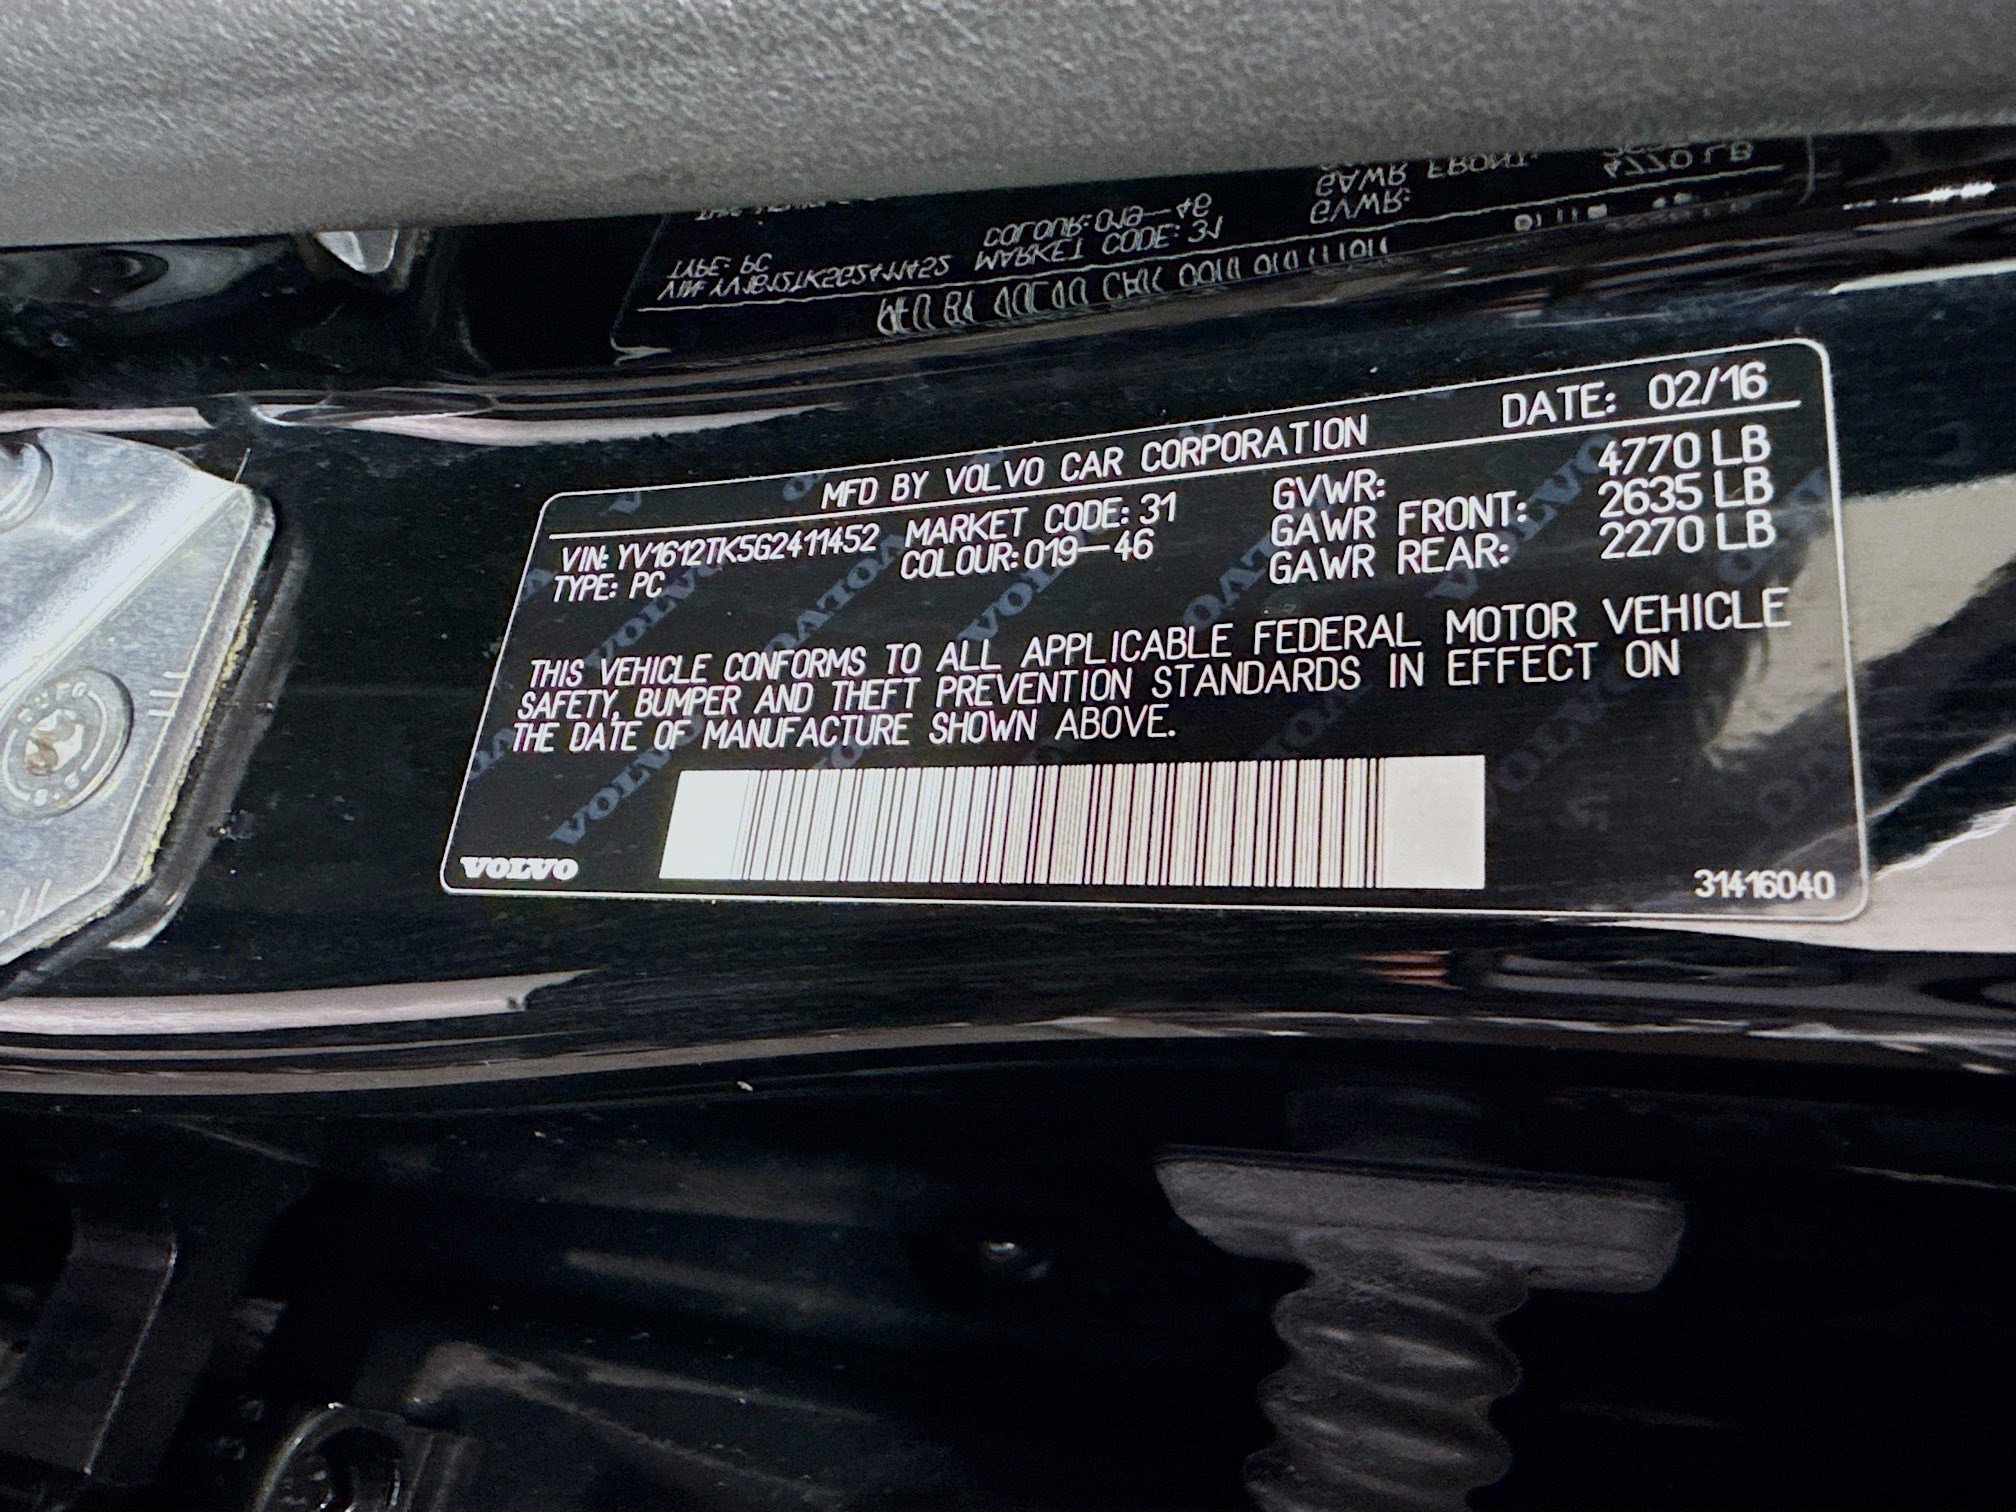 MFD BY VOLVO CAR CORPORATION DATE: 02/16
VIN: YV1612TK5G2411452 MARKET CODE: 31 GVWR: 4770 LB
TYPE: PC COLOUR: 019-46 GAWR FRONT: 2635 LB
GAWR REAR: 2270 LB
THIS VEHICLE CONFORMS TO ALL APPLICABLE FEDERAL MOTOR VEHICLE
SAFETY, BUMPER AND THEFT PREVENTION STANDARDS IN EFFECT ON
THE DATE OF MANUFACTURE SHOWN ABOVE.
VOLVO
31416040